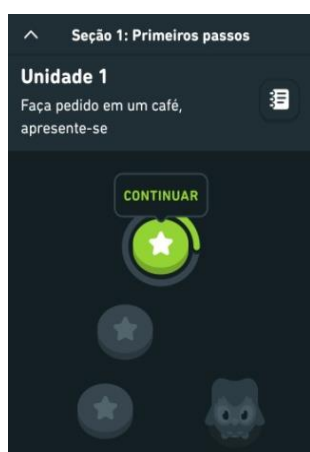 Seção 1: Primeiros passos
Unidade 1
Faça pedido em um café,
apresente-se
CONTINUAR